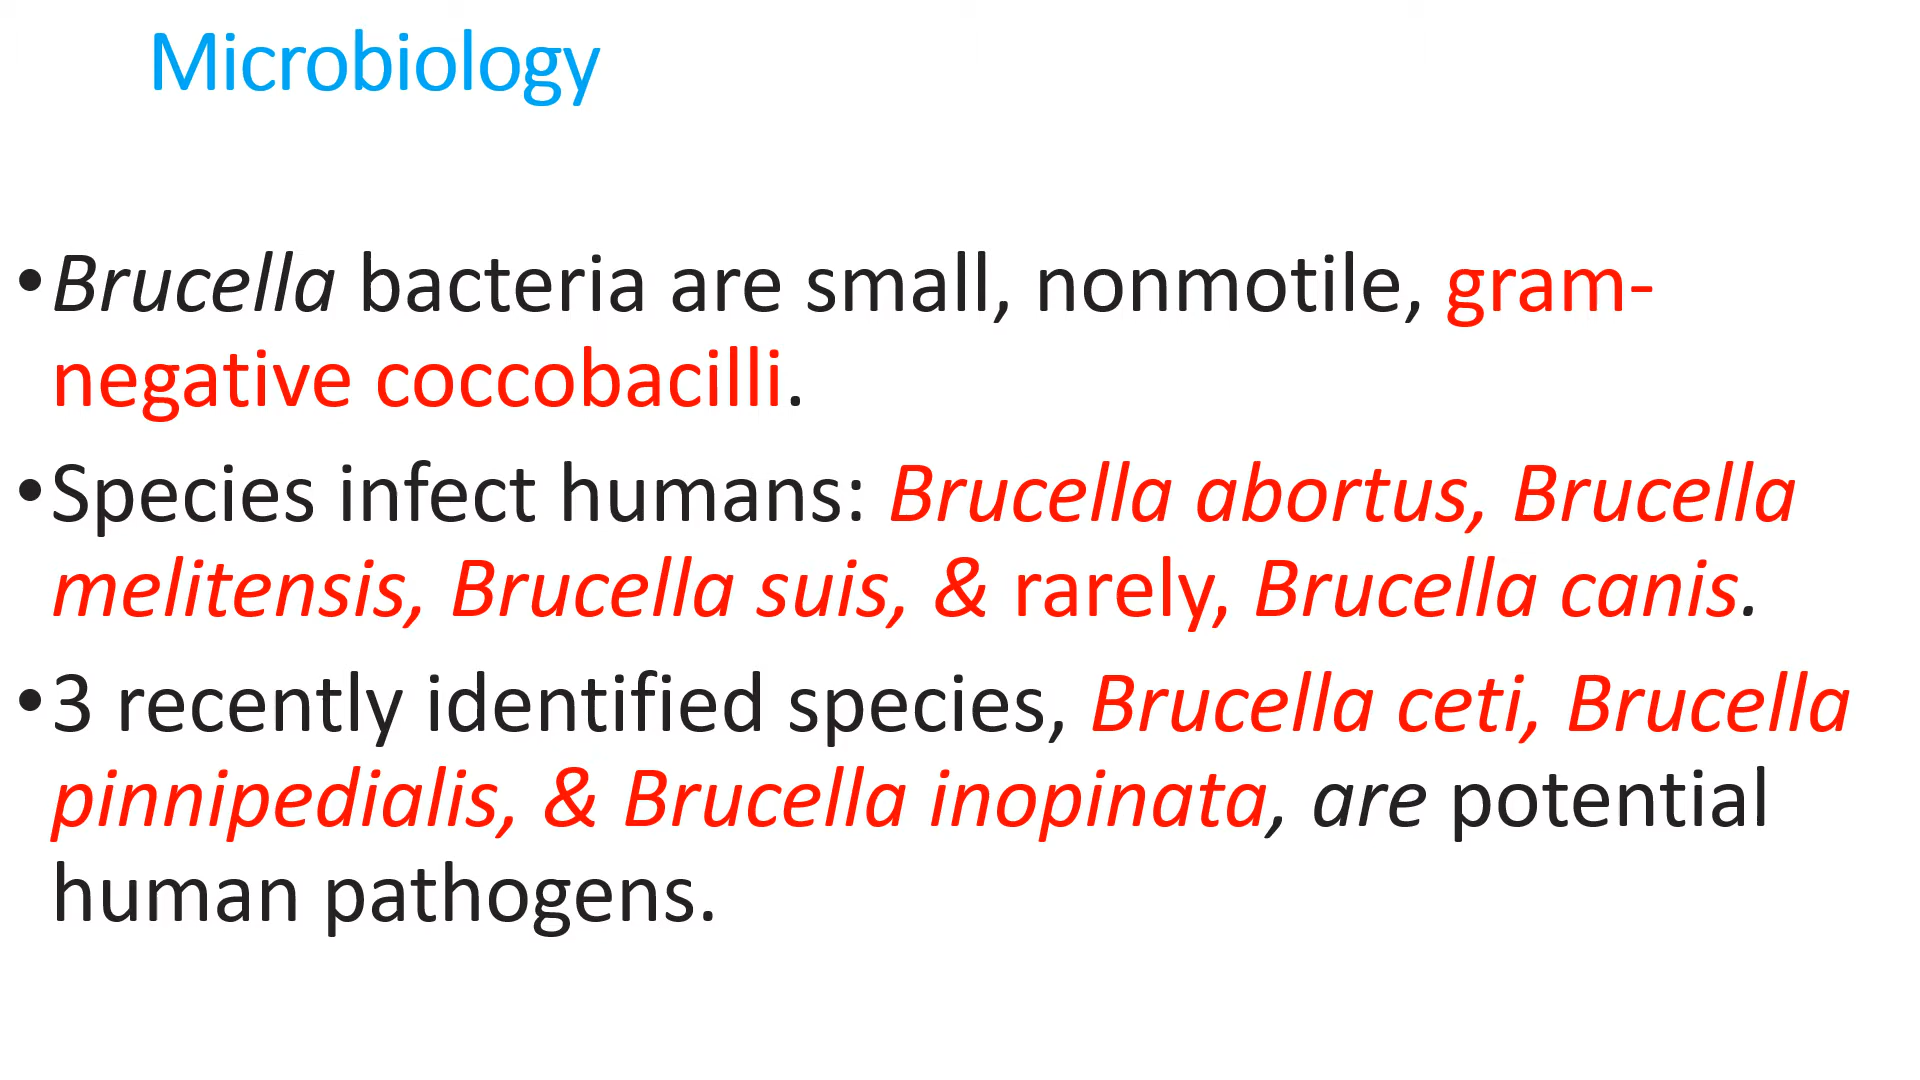 Microbiology
•Brucella bacteria are small, nonmotile, gram-
negative coccobacilli.
•Species infect humans: Brucella abortus, Brucella
melitensis, Brucella suis, & rarely, Brucella canis.
•3 recently identified species, Brucella ceti, Brucella
pinnipedialis, & Brucella inopinata, are potential
human pathogens.